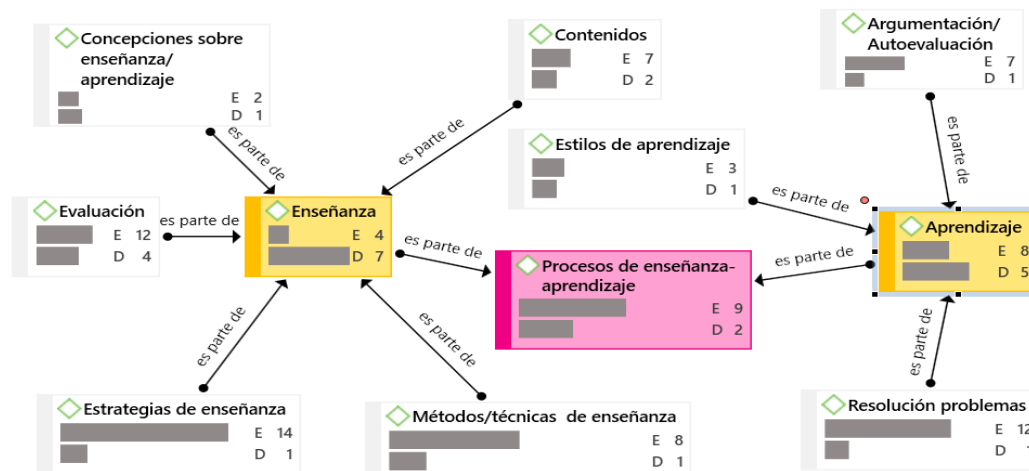 Concepciones sobre
enseñanza/
aprendizaje
E 2
D 1
Contenidos
E 7
D 2
Argumentación/
Autoevaluación
E 7
D 1
es parte de
es parte de
es parte de
Estilos de aprendizaje
E 3
D 1
es parte de
Evaluación
E 12
D 4
es parte de
Enseñanza
E 4
D 7
es parte de
Procesos de enseñanza-
aprendizaje
E 9
D 2
es parte de
Aprendizaje
E 8
D 5
es parte de
es parte de
es parte de
Estrategias de enseñanza
E 14
D 1
Métodos/técnicas de enseñanza
E 8
D 1
Resolución problemas
E 12
D